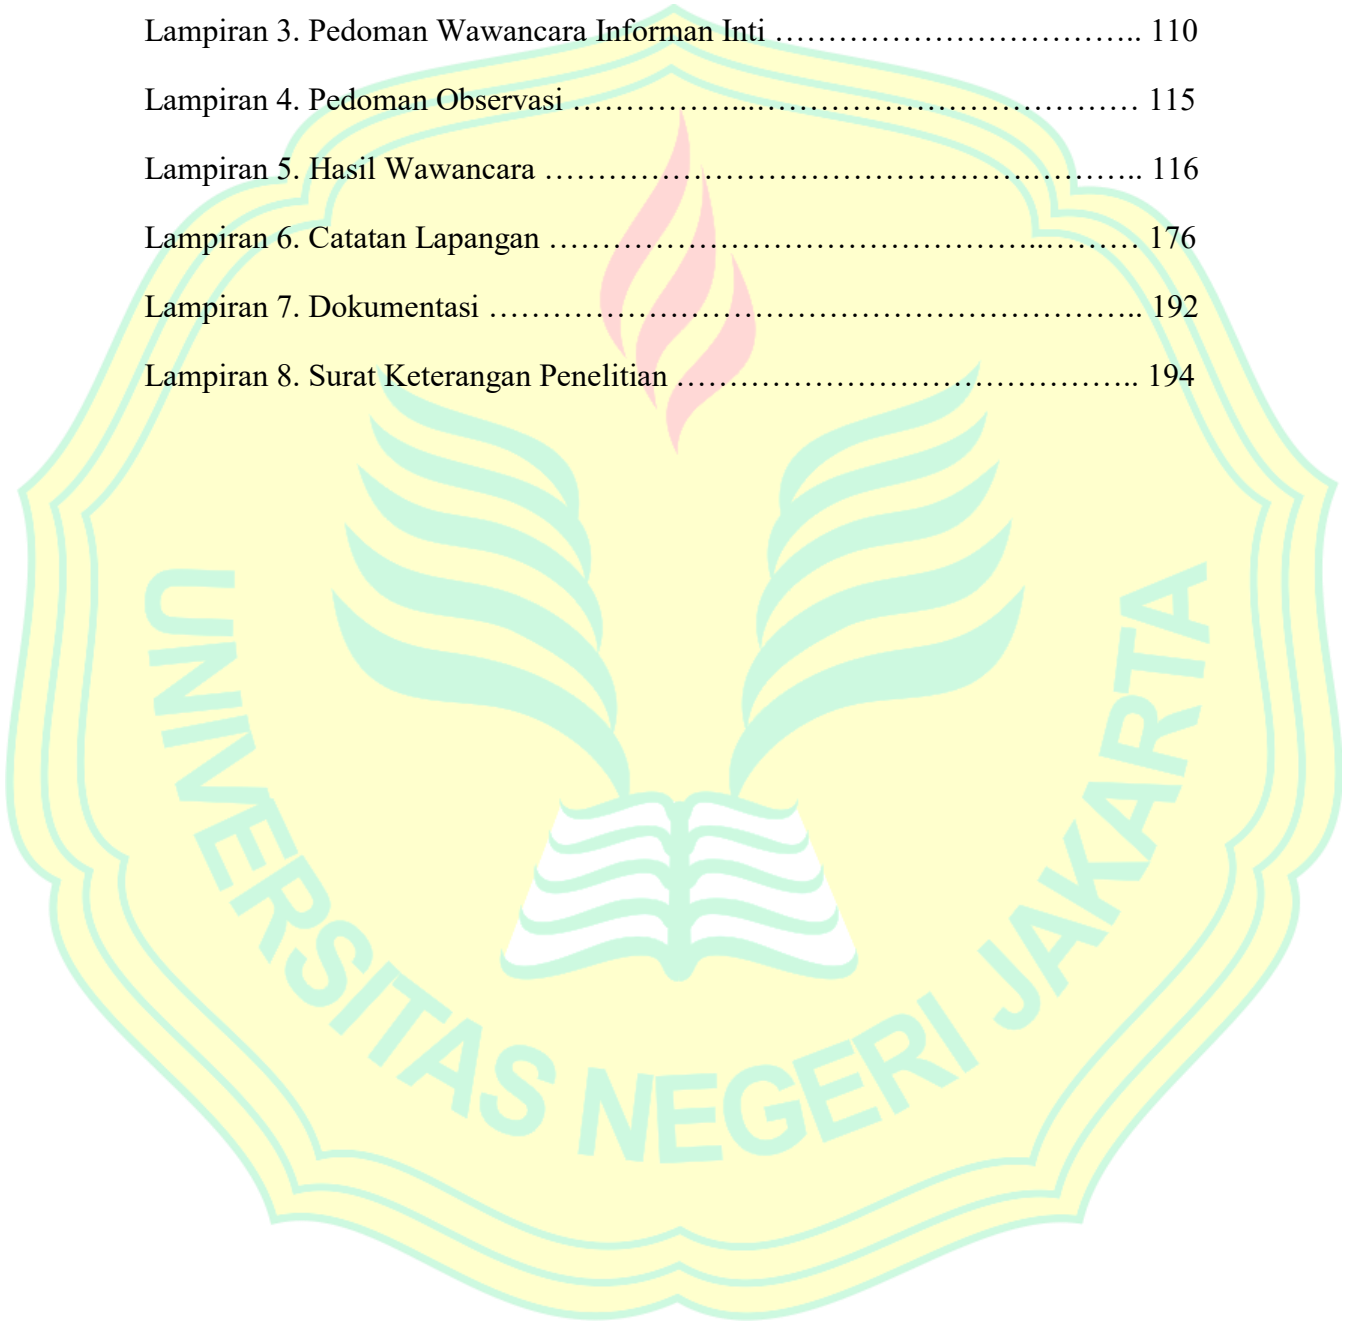 Lampiran 3. Pedoman Wawancara Informan Inti …………………………….. 110
Lampiran 4. Pedoman Observasi ……………...……………………………… 115
Lampiran 5. Hasil Wawancara ……………………………………………….. 116
Lampiran 6. Catatan Lapangan ………………………………………..……… 176
Lampiran 7. Dokumentasi …………………………………………………….. 192
Lampiran 8. Surat Keterangan Penelitian …………………………………….. 194
UNIVERSITAS NEGERI JAKARTA